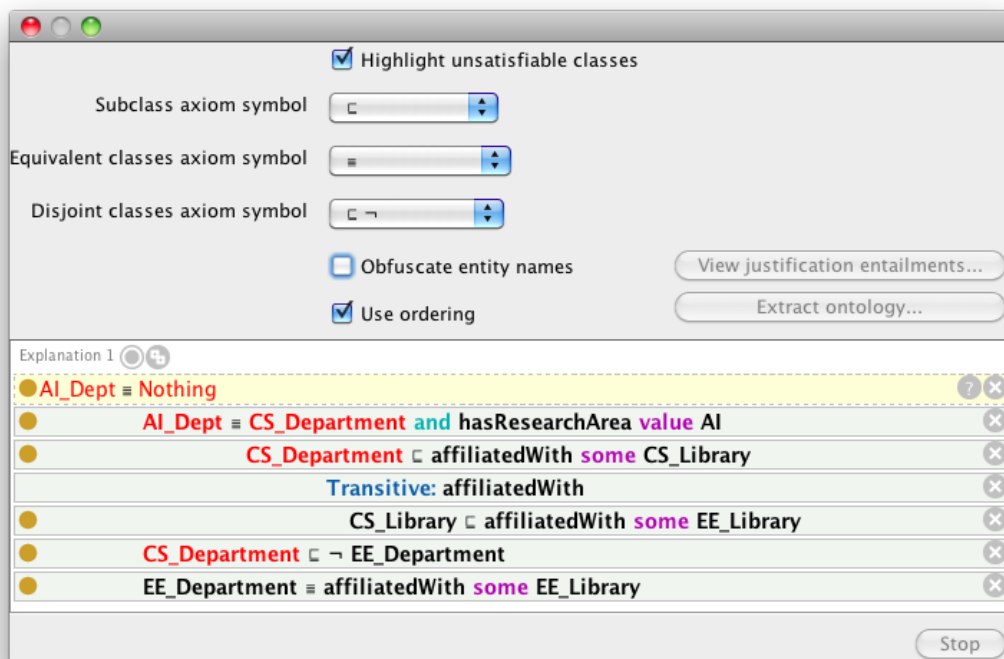 Highlight unsatisfiable classes
Subclass axiom symbol ⊏
Equivalent classes axiom symbol ≡
Disjoint classes axiom symbol ⊏ ¬
Obfuscate entity names
View justification entailments...
Use ordering
Extract ontology...
Explanation 1
AI_Dept ≡ Nothing ?
AI_Dept ≡ CS_Department and hasResearchArea value AI
CS_Department ⊏ affiliatedWith some CS_Library
Transitive: affiliatedWith
CS_Library ⊏ affiliatedWith some EE_Library
CS_Department ⊏ ¬ EE_Department
EE_Department ≡ affiliatedWith some EE_Library
Stop